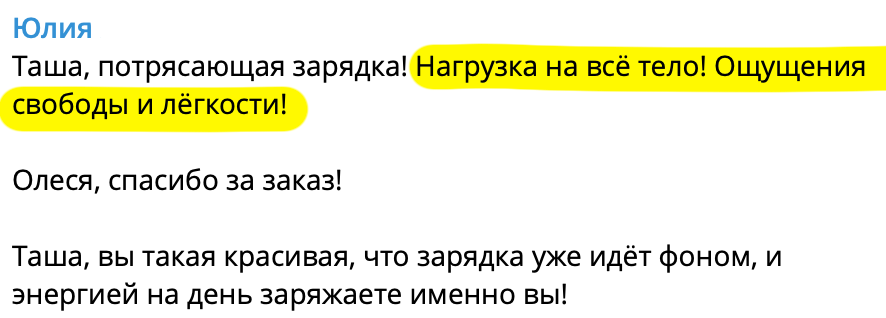 Юлия
Таша, потрясающая зарядка! Нагрузка на всё тело! Ощущения
свободы и лёгкости!
Олеся, спасибо за заказ!
Таша, вы такая красивая, что зарядка уже идёт фоном, и
энергией на день заряжаете именно вы!